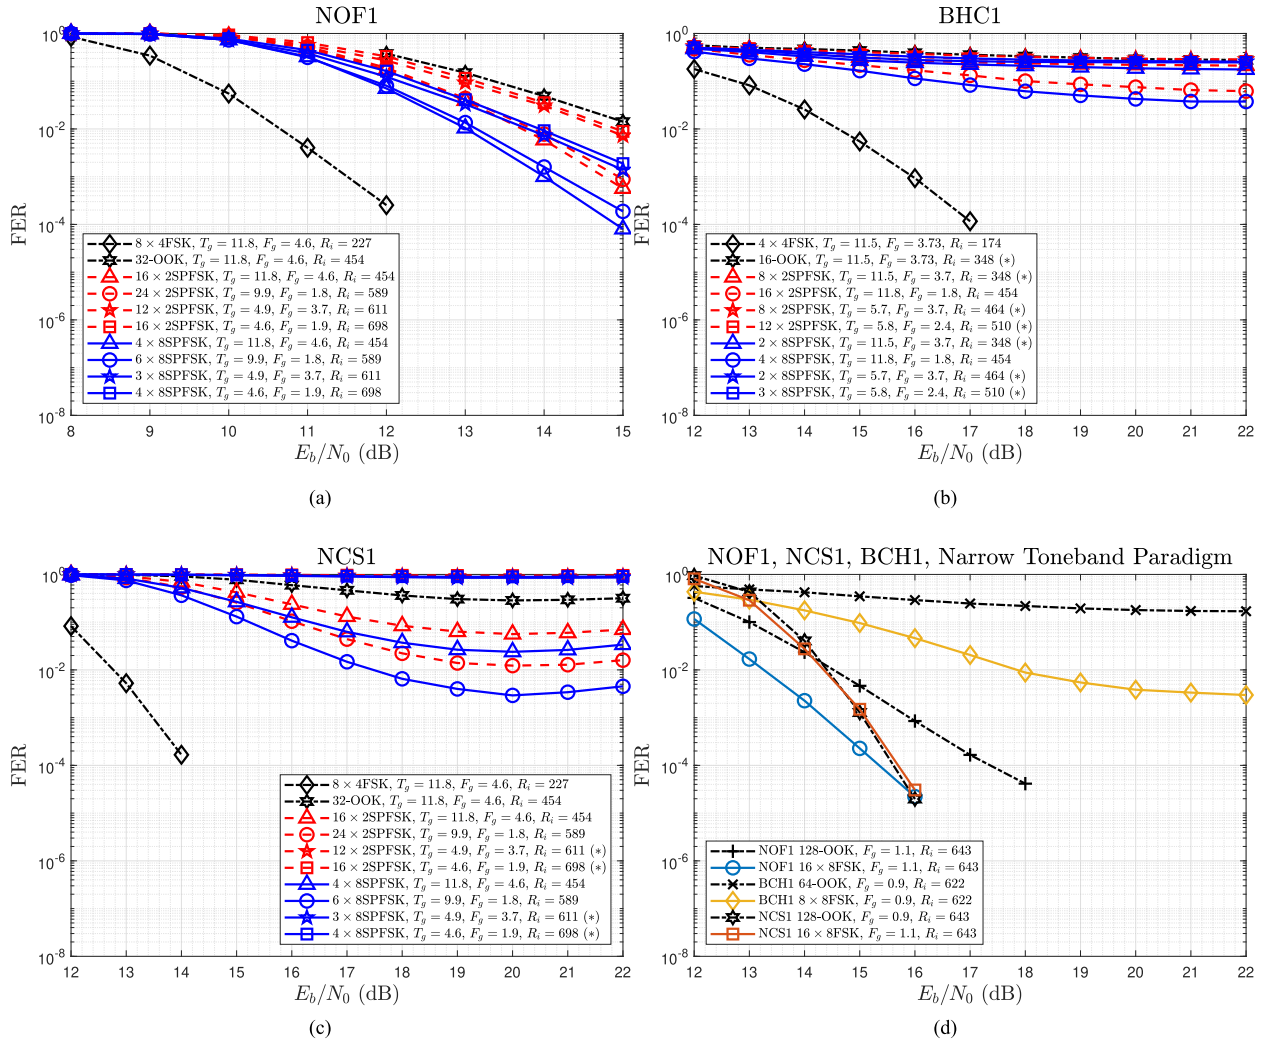 NOF1
10^0
10^-2
10^-4
10^-6
10^-8
FER
8 × 4FSK, T_g = 11.8, F_g = 4.6, R_i = 227
32-OOK, T_g = 11.8, F_g = 4.6, R_i = 454
16 × 2SPFSK, T_g = 11.8, F_g = 4.6, R_i = 454
24 × 2SPFSK, T_g = 9.9, F_g = 1.8, R_i = 589
12 × 2SPFSK, T_g = 4.9, F_g = 3.7, R_i = 611
16 × 2SPFSK, T_g = 4.6, F_g = 1.9, R_i = 698
4 × 8SPFSK, T_g = 11.8, F_g = 4.6, R_i = 454
6 × 8SPFSK, T_g = 9.9, F_g = 1.8, R_i = 589
3 × 8SPFSK, T_g = 4.9, F_g = 3.7, R_i = 611
4 × 8SPFSK, T_g = 4.6, F_g = 1.9, R_i = 698
8 9 10 11 12 13 14 15
E_b/N_0 (dB)
(a)
BHC1
10^0
10^-2
10^-4
10^-6
10^-8
FER
4 × 4FSK, T_g = 11.5, F_g = 3.73, R_i = 174
16-OOK, T_g = 11.5, F_g = 3.73, R_i = 348 (*)
8 × 2SPFSK, T_g = 11.5, F_g = 3.7, R_i = 348 (*)
16 × 2SPFSK, T_g = 11.8, F_g = 1.8, R_i = 454
8 × 2SPFSK, T_g = 5.7, F_g = 3.7, R_i = 464 (*)
12 × 2SPFSK, T_g = 5.8, F_g = 2.4, R_i = 510 (*)
2 × 8SPFSK, T_g = 11.5, F_g = 3.7, R_i = 348 (*)
4 × 8SPFSK, T_g = 11.8, F_g = 1.8, R_i = 454
2 × 8SPFSK, T_g = 5.7, F_g = 3.7, R_i = 464 (*)
3 × 8SPFSK, T_g = 5.8, F_g = 2.4, R_i = 510 (*)
12 13 14 15 16 17 18 19 20 21 22
E_b/N_0 (dB)
(b)
NCS1
10^0
10^-2
10^-4
10^-6
10^-8
FER
8 × 4FSK, T_g = 11.8, F_g = 4.6, R_i = 227
32-OOK, T_g = 11.8, F_g = 4.6, R_i = 454
16 × 2SPFSK, T_g = 11.8, F_g = 4.6, R_i = 454
24 × 2SPFSK, T_g = 9.9, F_g = 1.8, R_i = 589
12 × 2SPFSK, T_g = 4.9, F_g = 3.7, R_i = 611 (*)
16 × 2SPFSK, T_g = 4.6, F_g = 1.9, R_i = 698 (*)
4 × 8SPFSK, T_g = 11.8, F_g = 4.6, R_i = 454
6 × 8SPFSK, T_g = 9.9, F_g = 1.8, R_i = 589
3 × 8SPFSK, T_g = 4.9, F_g = 3.7, R_i = 611 (*)
4 × 8SPFSK, T_g = 4.6, F_g = 1.9, R_i = 698 (*)
12 13 14 15 16 17 18 19 20 21 22
E_b/N_0 (dB)
(c)
NOF1, NCS1, BCH1, Narrow Toneband Paradigm
10^0
10^-2
10^-4
10^-6
10^-8
FER
NOF1 128-OOK, F_g = 1.1, R_i = 643
NOF1 16 × 8FSK, F_g = 1.1, R_i = 643
BCH1 64-OOK, F_g = 0.9, R_i = 622
BCH1 8 × 8FSK, F_g = 0.9, R_i = 622
NCS1 128-OOK, F_g = 0.9, R_i = 643
NCS1 16 × 8FSK, F_g = 1.1, R_i = 643
12 13 14 15 16 17 18 19 20 21 22
E_b/N_0 (dB)
(d)